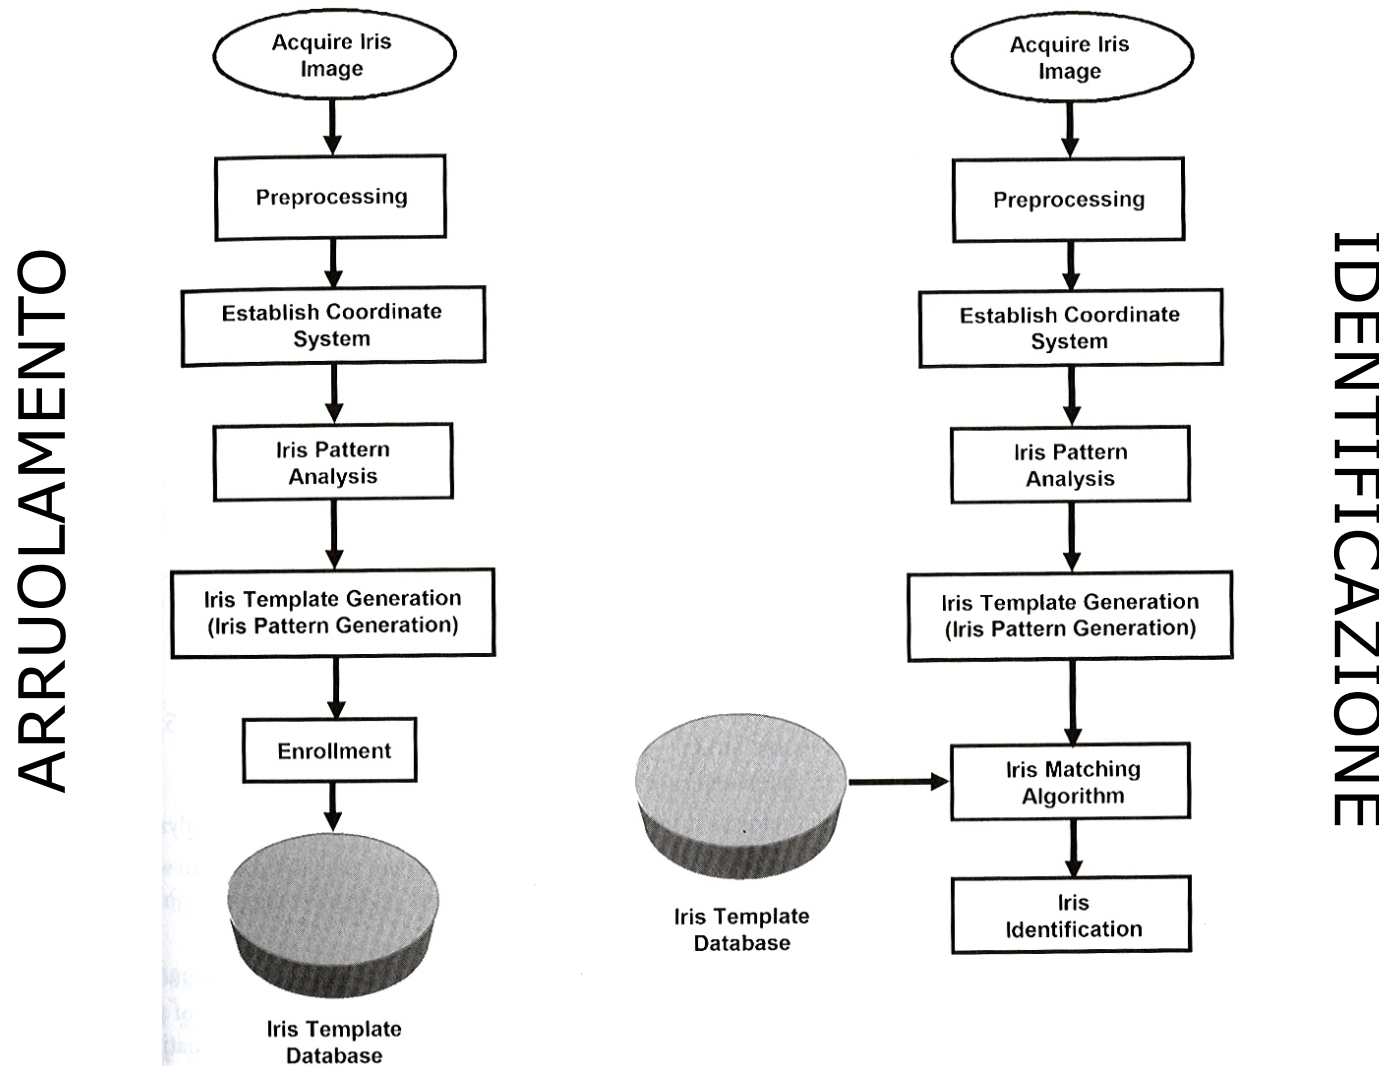 ARRUOLAMENTO
Acquire Iris
Image
Preprocessing
Establish Coordinate
System
Iris Pattern
Analysis
Iris Template Generation
(Iris Pattern Generation)
Enrollment
Iris Template
Database
Acquire Iris
Image
Preprocessing
Establish Coordinate
System
Iris Pattern
Analysis
Iris Template Generation
(Iris Pattern Generation)
Iris Matching
Algorithm
Iris Template
Database
Iris
Identification
IDENTIFICAZIONE